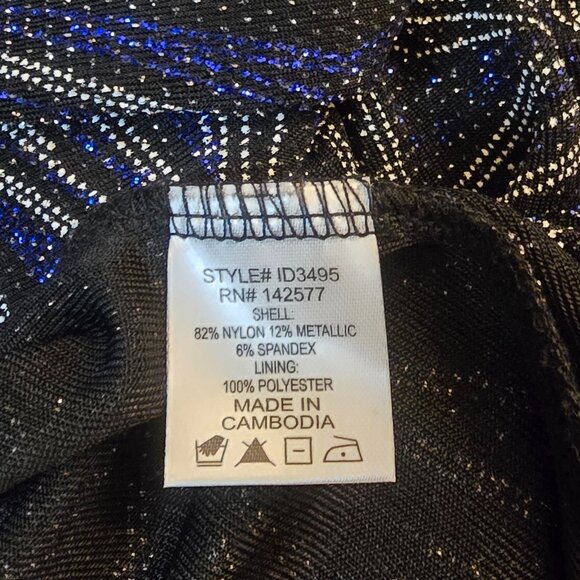 STYLE# ID3495
RN# 142577
SHELL:
82% NYLON 12% METALLIC
6% SPANDEX
LINING:
100% POLYESTER
MADE IN
CAMBODIA